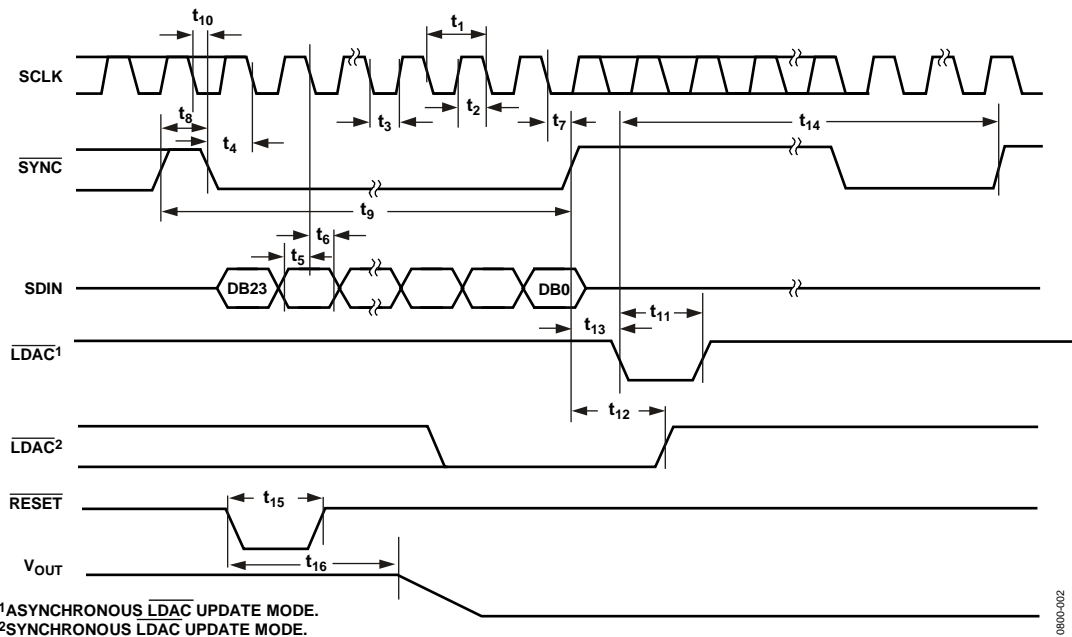 t10
t1
SCLK
t8
t4
t3
t2
t7
t14
SYNC
t9
t6
t5
SDIN
DB23
DB0
t13
t11
LDAC1
t12
LDAC2
RESET
t15
t16
VOUT
1ASYNCHRONOUS LDAC UPDATE MODE.
2SYNCHRONOUS LDAC UPDATE MODE.
0800-002